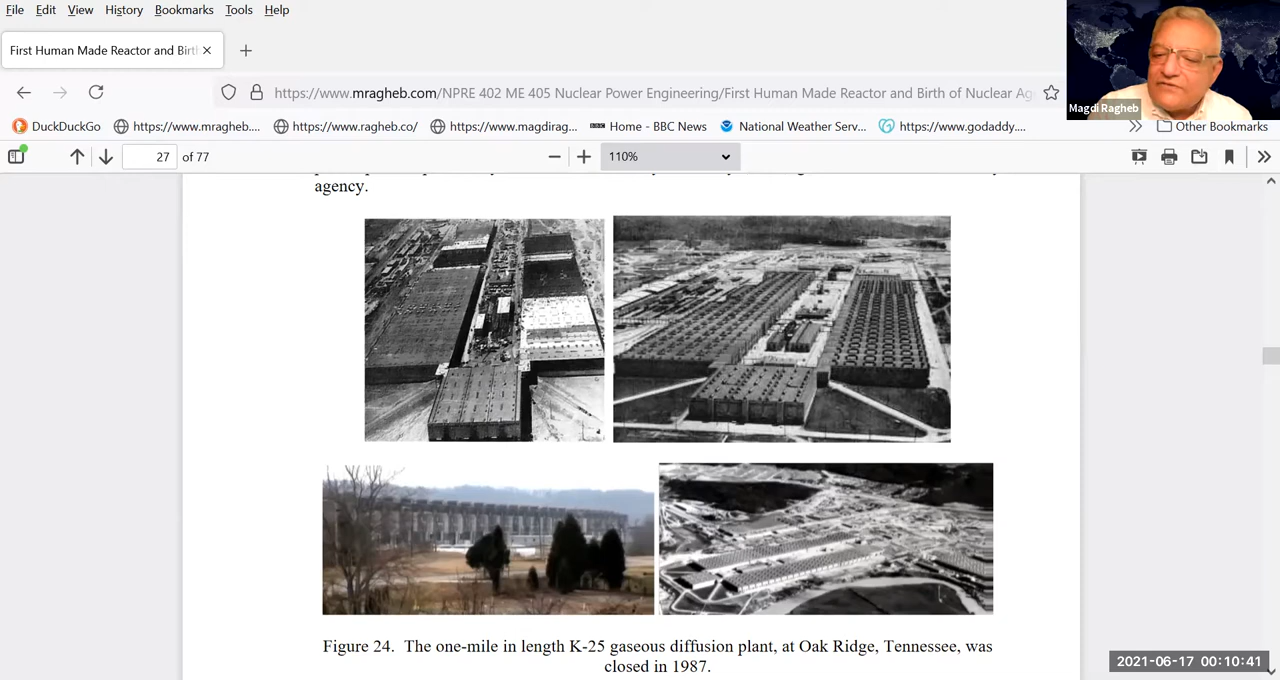 File Edit View History Bookmarks Tools Help
First Human Made Reactor and Birt
https://www.mragheb.com/NPRE 402 ME 405 Nuclear Power Engineering/First Human Made Reactor and Birth of Nuclear Ag
DuckDuckGo https://www.mragheb.... https://www.ragheb.co/ https://www.magdirag... Home - BBC News National Weather Serv... https://www.godaddy.... Other Bookmarks
27 of 77 110%
Magdi Ragheb
agency.
Figure 24. The one-mile in length K-25 gaseous diffusion plant, at Oak Ridge, Tennessee, was
closed in 1987.
2021-06-17 00:10:41